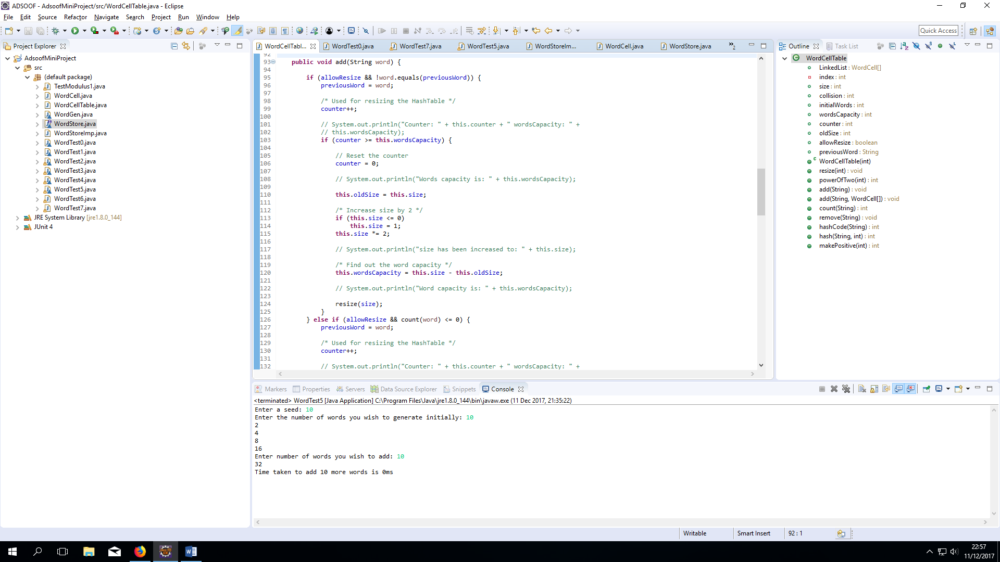 ADSOOF - AdsoofMiniProject/src/WordCellTable.java - Eclipse
File Edit Source Refactor Navigate Search Project Run Window Help
Quick Access
Project Explorer
AdsoofMiniProject
src
(default package)
TestModulus1.java
WordCell.java
WordCellTable.java
WordGen.java
WordStore.java
WordStoreImp.java
WordTest0.java
WordTest1.java
WordTest2.java
WordTest3.java
WordTest4.java
WordTest5.java
WordTest6.java
WordTest7.java
JRE System Library [jre1.8.0_144]
JUnit 4
WordCellTabl... WordTest0.java WordTest7.java WordTest5.java WordStoreIm... WordCell.java WordStore.java »2
92
93 public void add(String word) {
94
95 if (allowResize && !word.equals(previousWord)) {
96 previousWord = word;
97
98 /* Used for resizing the HashTable */
99 counter++;
100
101 // System.out.println("Counter: " + this.counter + " wordsCapacity: " +
102 // this.wordsCapacity);
103 if (counter >= this.wordsCapacity) {
104
105 // Reset the counter
106 counter = 0;
107
108 // System.out.println("Words capacity is: " + this.wordsCapacity);
109
110 this.oldSize = this.size;
111
112 /* Increase size by 2 */
113 if (this.size <= 0)
114 this.size = 1;
115 this.size *= 2;
116
117 // System.out.println("size has been increased to: " + this.size);
118
119 /* Find out the word capacity */
120 this.wordsCapacity = this.size - this.oldSize;
121
122 // System.out.println("Word capacity is: " + this.wordsCapacity);
123
124 resize(size);
125 }
126 } else if (allowResize && count(word) <= 0) {
127 previousWord = word;
128
129 /* Used for resizing the HashTable */
130 counter++;
131
132 // System.out.println("Counter: " + this.counter + " wordsCapacity: " +
Outline Task List
WordCellTable
LinkedList : WordCell[]
index : int
size : int
collision : int
initialWords : int
wordsCapacity : int
counter : int
oldSize : int
allowResize : boolean
previousWord : String
WordCellTable(int)
resize(int) : void
powerOfTwo(int) : int
add(String) : void
add(String, WordCell[]) : void
count(String) : int
remove(String) : void
hashCode(String) : int
hash(String, int) : int
makePositive(int) : int
Markers Properties Servers Data Source Explorer Snippets Console
<terminated> WordTest5 [Java Application] C:\Program Files\Java\jre1.8.0_144\bin\javaw.exe (11 Dec 2017, 21:35:22)
Enter a seed: 10
Enter the number of words you wish to generate initially: 10
2
4
8
16
Enter number of words you wish to add: 10
32
Time taken to add 10 more words is 0ms
Writable Smart Insert 92 : 1
22:57
11/12/2017